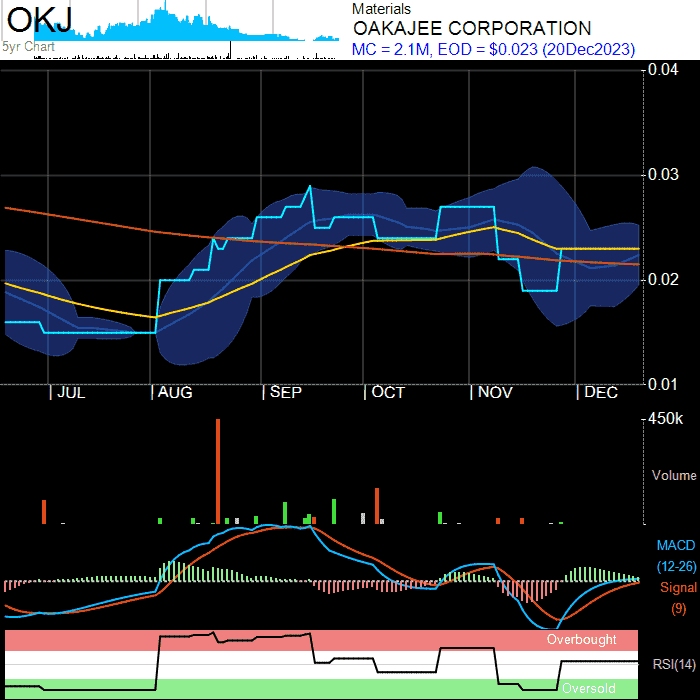 OKJ
5yr Chart
Materials
OAKAJEE CORPORATION
MC = 2.1M, EOD = $0.023 (20Dec2023)
0.04
0.03
0.02
0.01
JUL AUG SEP OCT NOV DEC
450k
Volume
MACD
(12-26)
Signal
(9)
Overbought
RSI(14)
Oversold